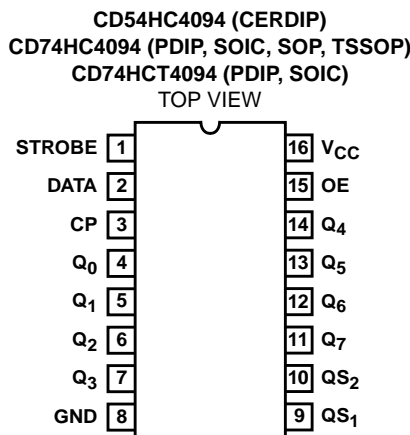 CD54HC4094 (CERDIP)
CD74HC4094 (PDIP, SOIC, SOP, TSSOP)
CD74HCT4094 (PDIP, SOIC)
TOP VIEW
STROBE 1 16 VCC
DATA 2 15 OE
CP 3 14 Q4
Q0 4 13 Q5
Q1 5 12 Q6
Q2 6 11 Q7
Q3 7 10 QS2
GND 8 9 QS1